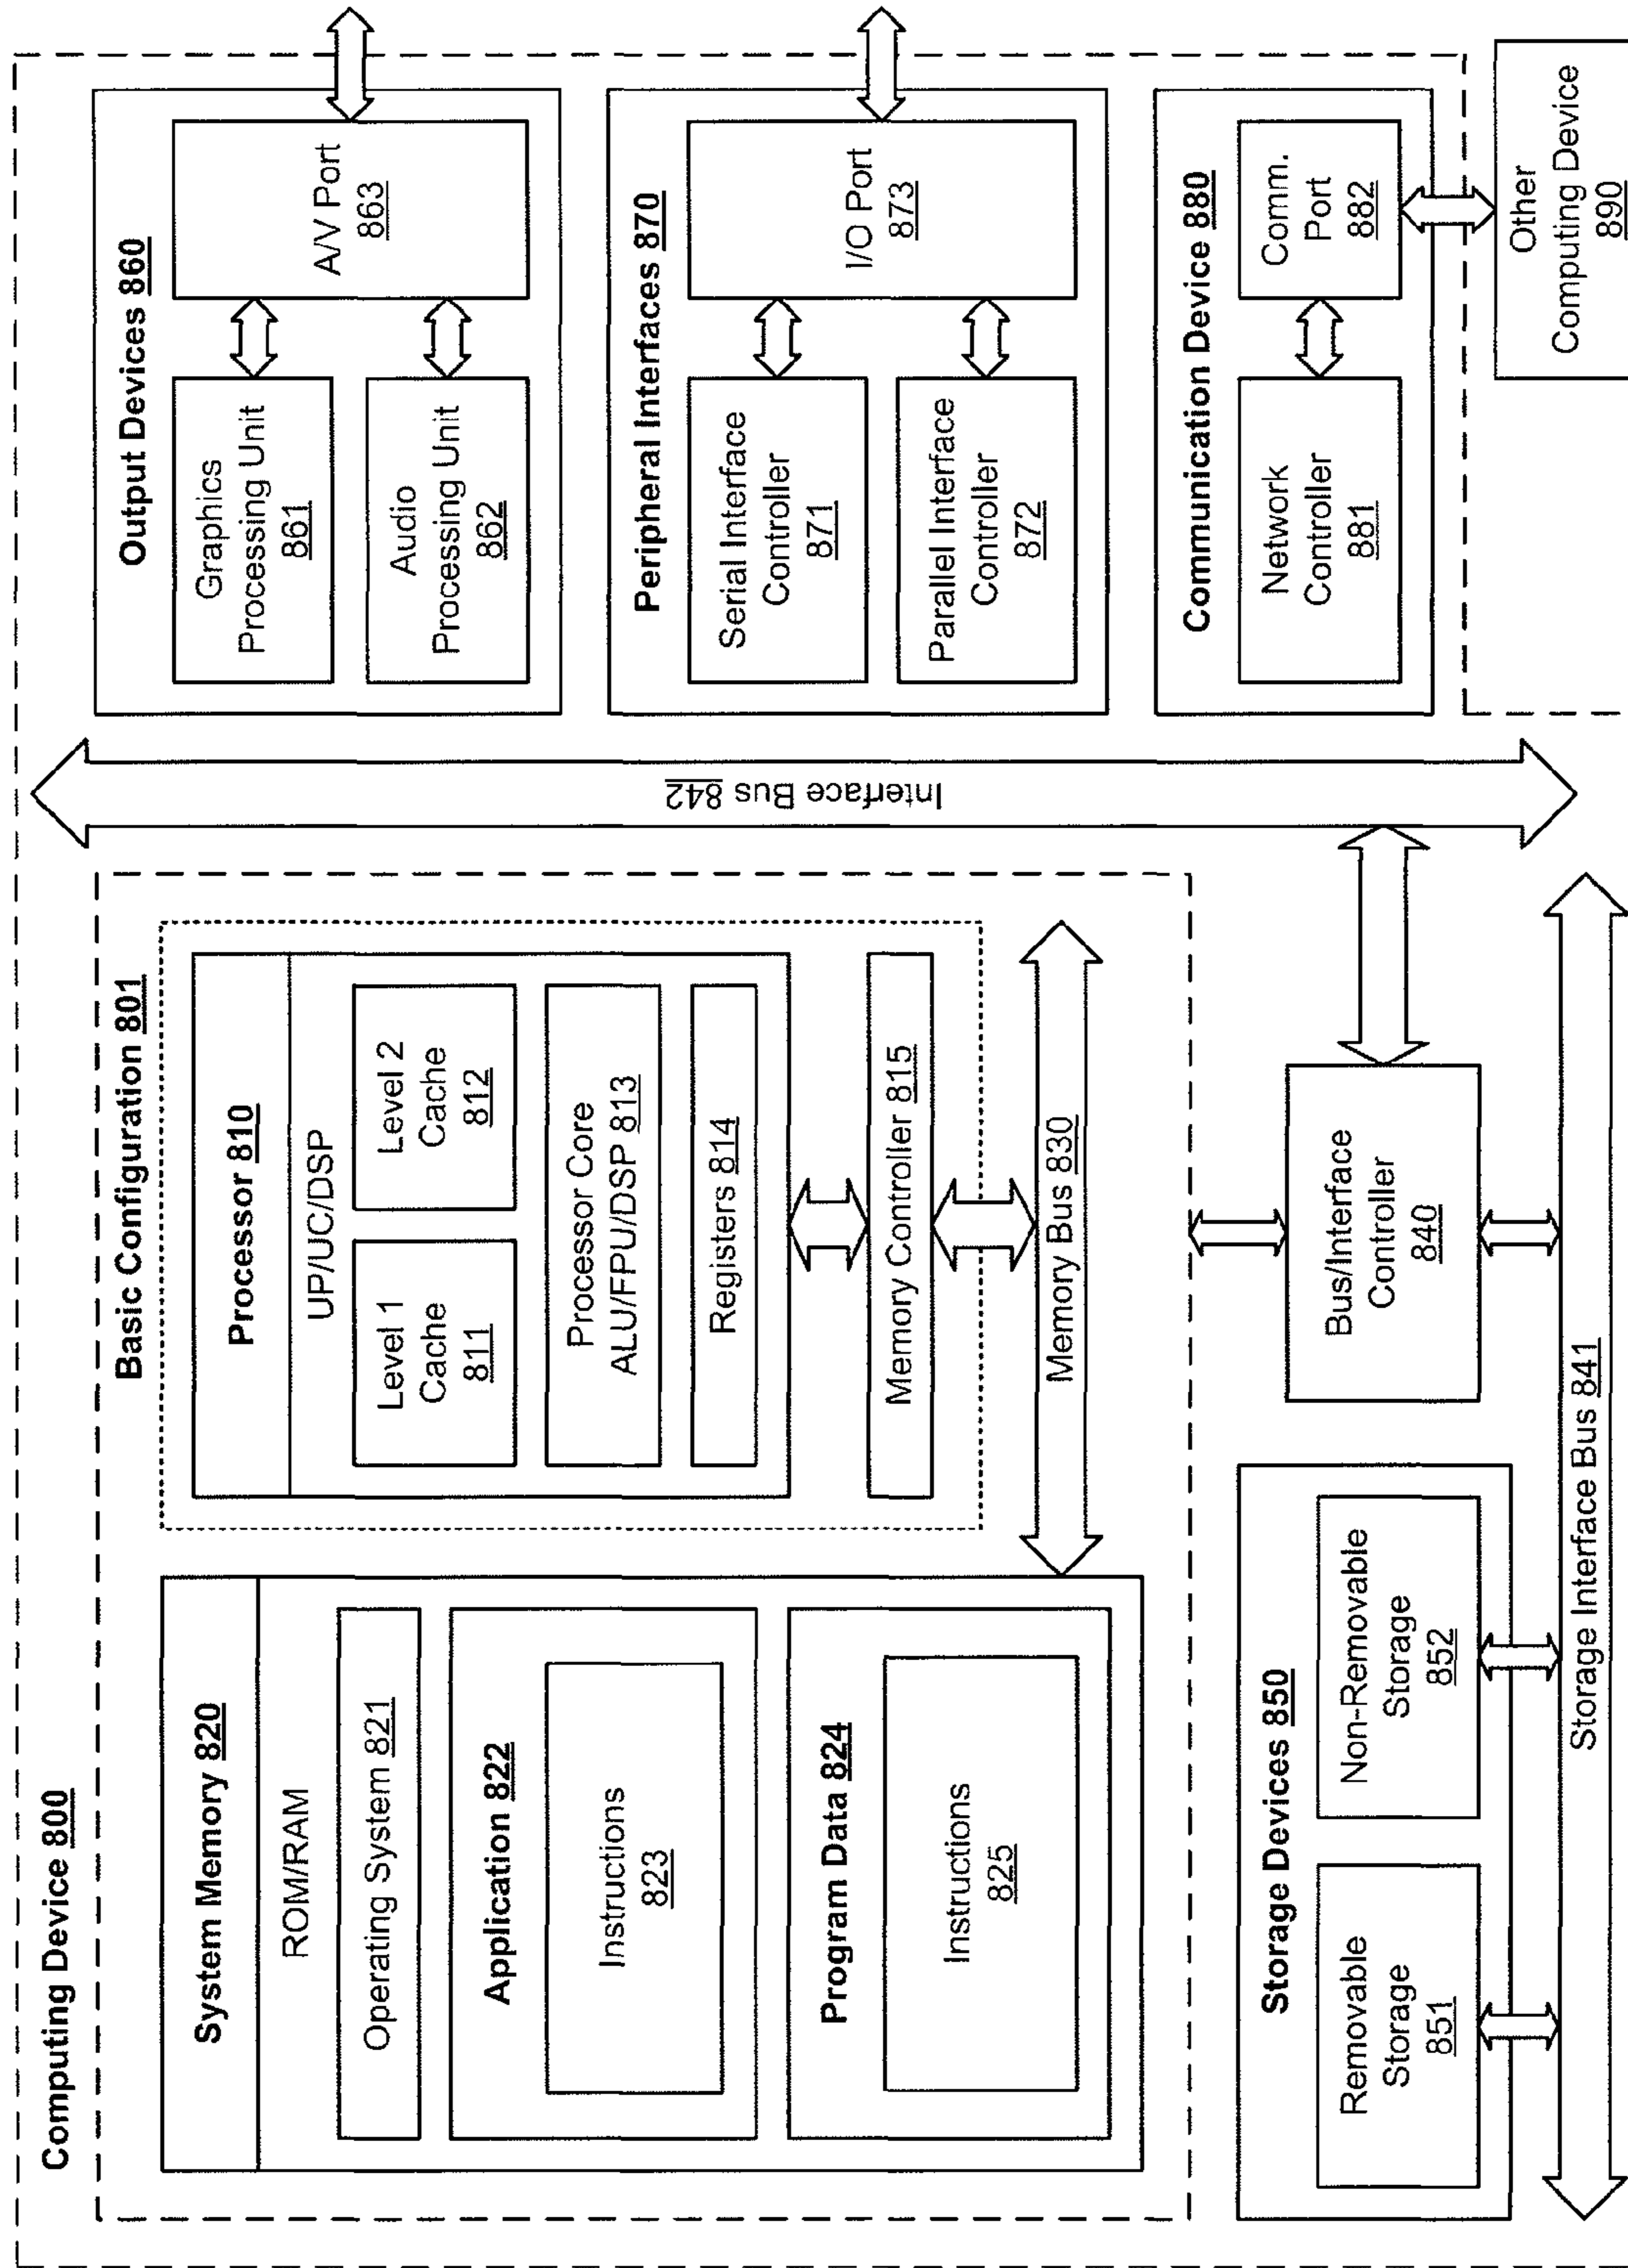 Computing Device 800
Basic Configuration 801
System Memory 820
ROM/RAM
Operating System 821
Application 822
Instructions
823
Program Data 824
Instructions
825
Processor 810
UP/UC/DSP
Level 1
Cache
811
Level 2
Cache
812
Processor Core
ALU/FPU/DSP 813
Registers 814
Memory Controller 815
Memory Bus 830
Bus/Interface
Controller
840
Storage Devices 850
Removable
Storage
851
Non-Removable
Storage
852
Storage Interface Bus 841
Interface Bus 842
Output Devices 860
Graphics
Processing Unit
861
Audio
Processing Unit
862
A/V Port
863
Peripheral Interfaces 870
Serial Interface
Controller
871
Parallel Interface
Controller
872
I/O Port
873
Communication Device 880
Network
Controller
881
Comm.
Port
882
Other
Computing Device
890